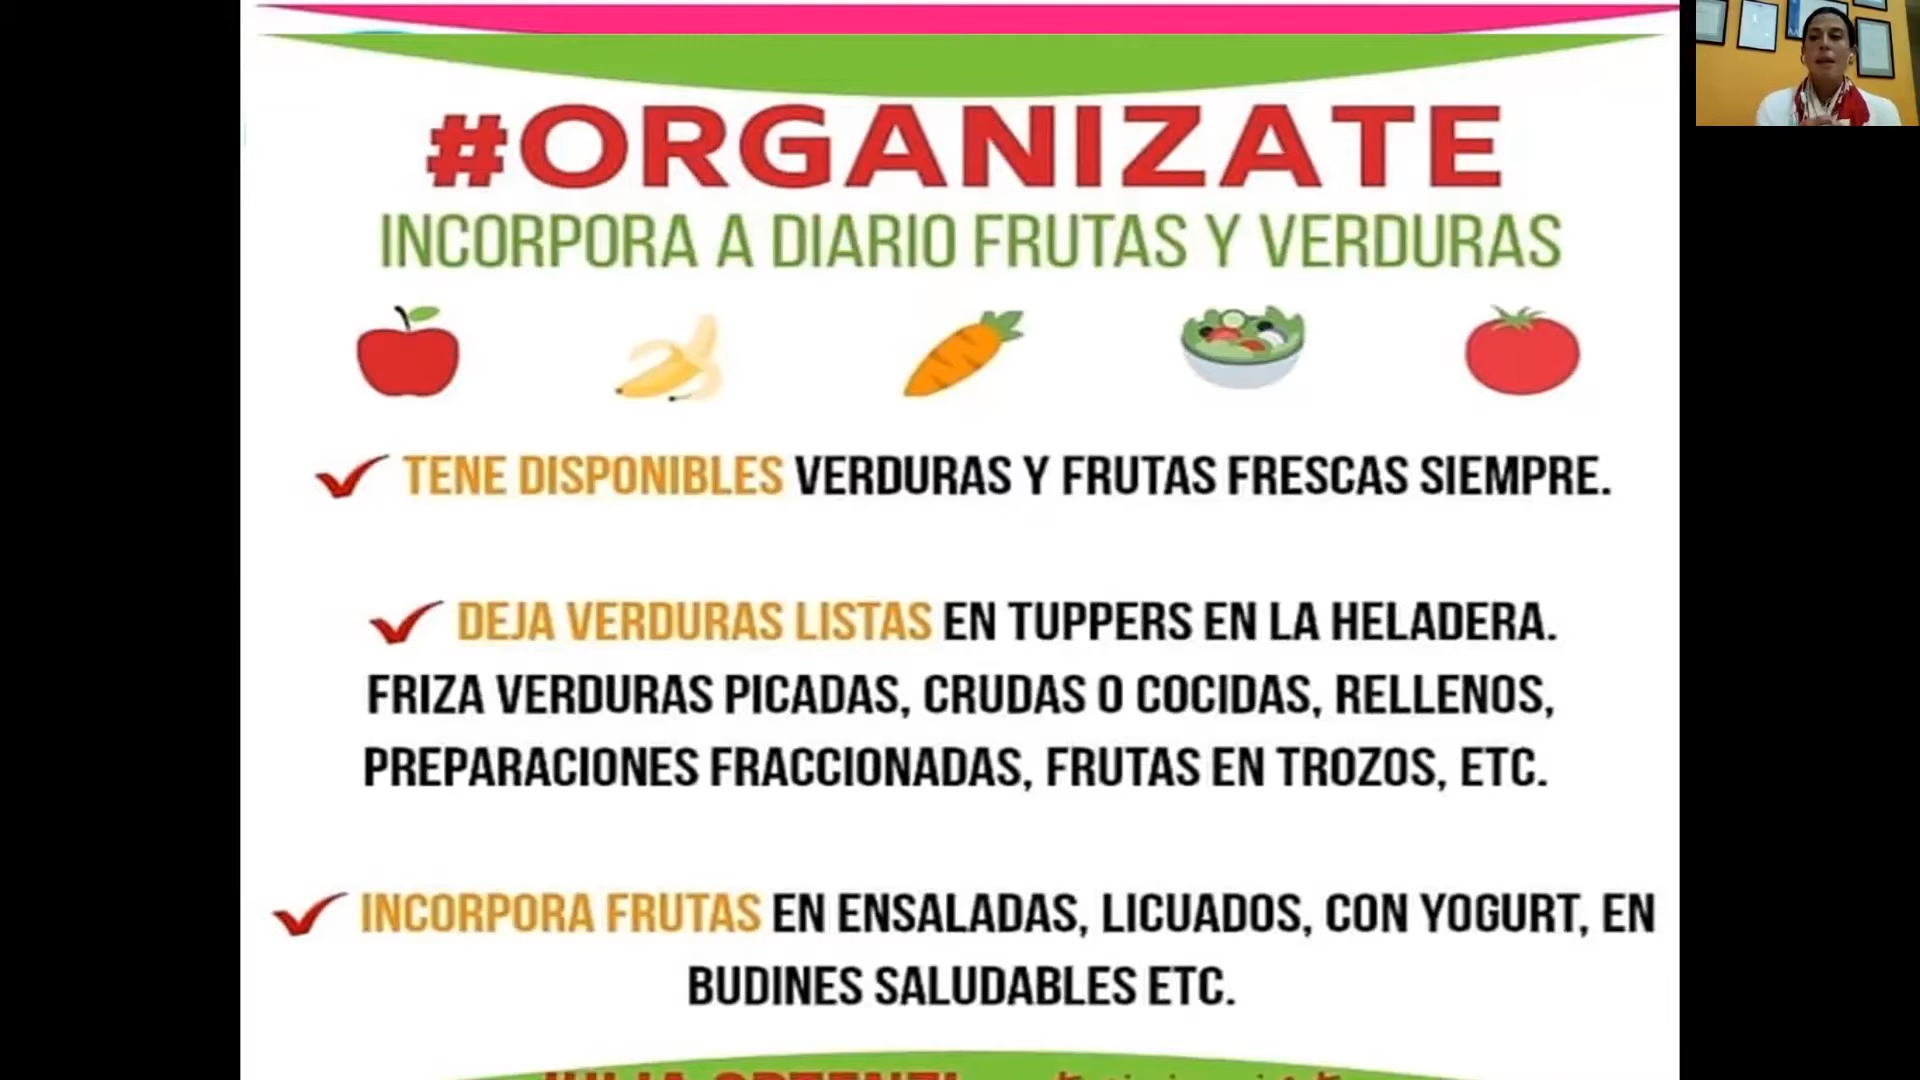 #ORGANIZATE
INCORPORA A DIARIO FRUTAS Y VERDURAS
TENE DISPONIBLES VERDURAS Y FRUTAS FRESCAS SIEMPRE.
DEJA VERDURAS LISTAS EN TUPPERS EN LA HELADERA.
FRIZA VERDURAS PICADAS, CRUDAS O COCIDAS, RELLENOS,
PREPARACIONES FRACCIONADAS, FRUTAS EN TROZOS, ETC.
INCORPORA FRUTAS EN ENSALADAS, LICUADOS, CON YOGURT, EN
BUDINES SALUDABLES ETC.